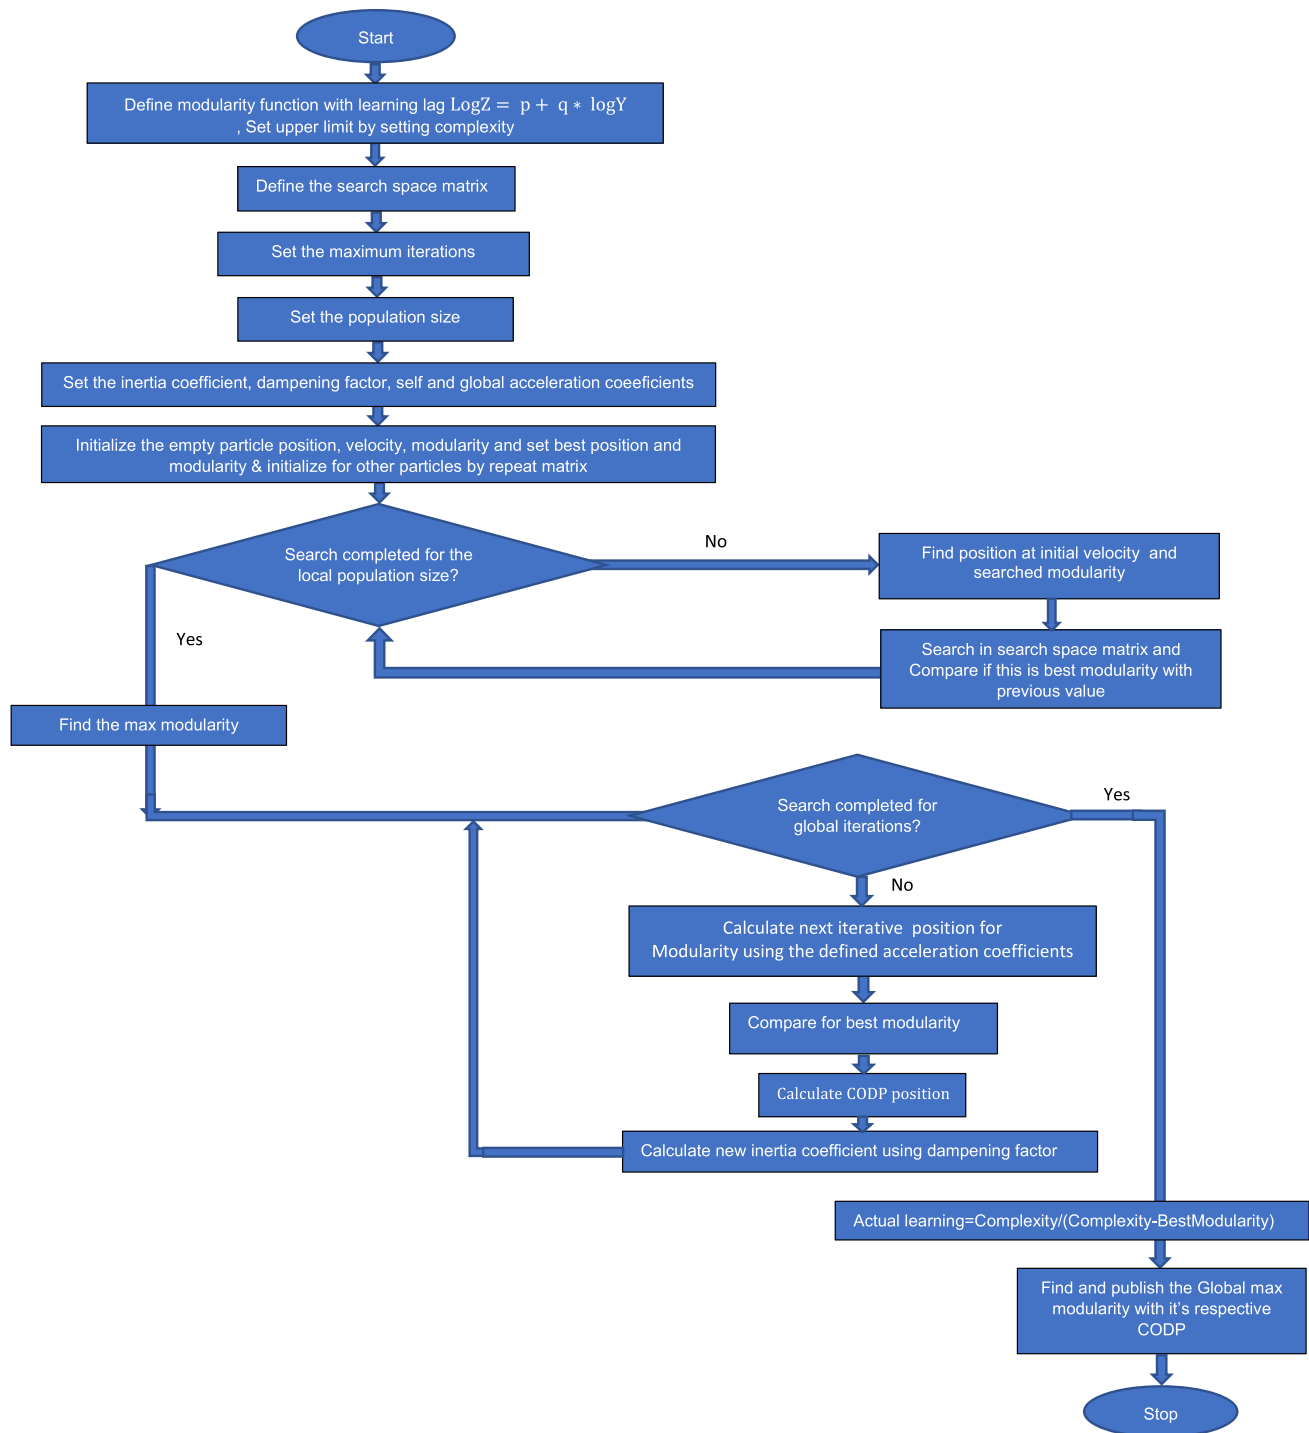 Start
Define modularity function with learning lag LogZ = p + q * logY
, Set upper limit by setting complexity
Define the search space matrix
Set the maximum iterations
Set the population size
Set the inertia coefficient, dampening factor, self and global acceleration coeeficients
Initialize the empty particle position, velocity, modularity and set best position and
modularity & initialize for other particles by repeat matrix
Search completed for the
local population size?
No
Find position at initial velocity and
searched modularity
Yes
Search in search space matrix and
Compare if this is best modularity with
previous value
Find the max modularity
Search completed for
global iterations?
Yes
No
Calculate next iterative position for
Modularity using the defined acceleration coefficients
Compare for best modularity
Calculate CODP position
Calculate new inertia coefficient using dampening factor
Actual learning=Complexity/(Complexity-BestModularity)
Find and publish the Global max
modularity with it's respective
CODP
Stop